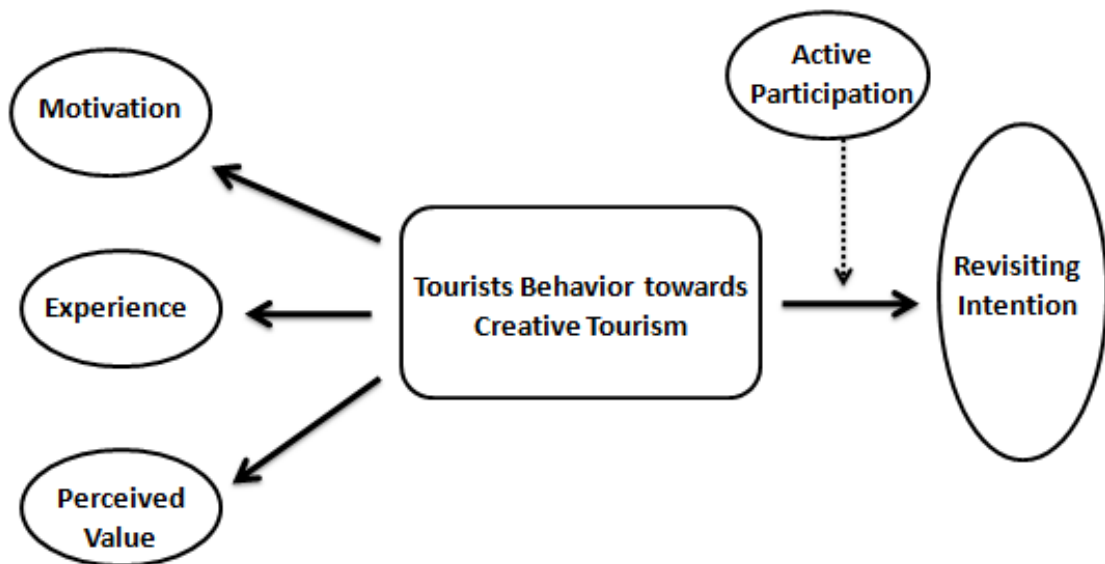 Motivation
Experience
Perceived
Value
Tourists Behavior towards
Creative Tourism
Active
Participation
Revisiting
Intention